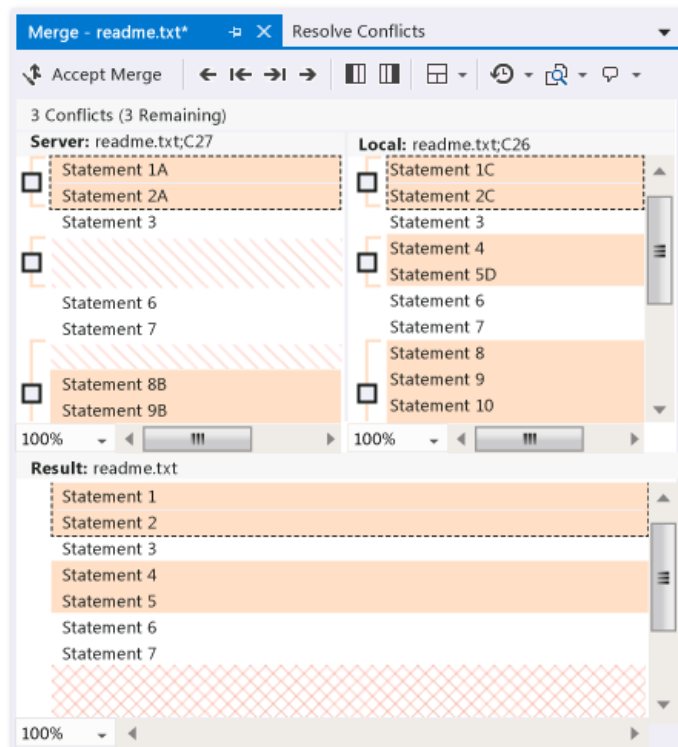 Merge - readme.txt*
Resolve Conflicts
Accept Merge
3 Conflicts (3 Remaining)
Server: readme.txt;C27
Statement 1A
Statement 2A
Statement 3
Statement 6
Statement 7
Statement 8B
Statement 9B
100%
Local: readme.txt;C26
Statement 1C
Statement 2C
Statement 3
Statement 4
Statement 5D
Statement 6
Statement 7
Statement 8
Statement 9
Statement 10
100%
Result: readme.txt
Statement 1
Statement 2
Statement 3
Statement 4
Statement 5
Statement 6
Statement 7
100%